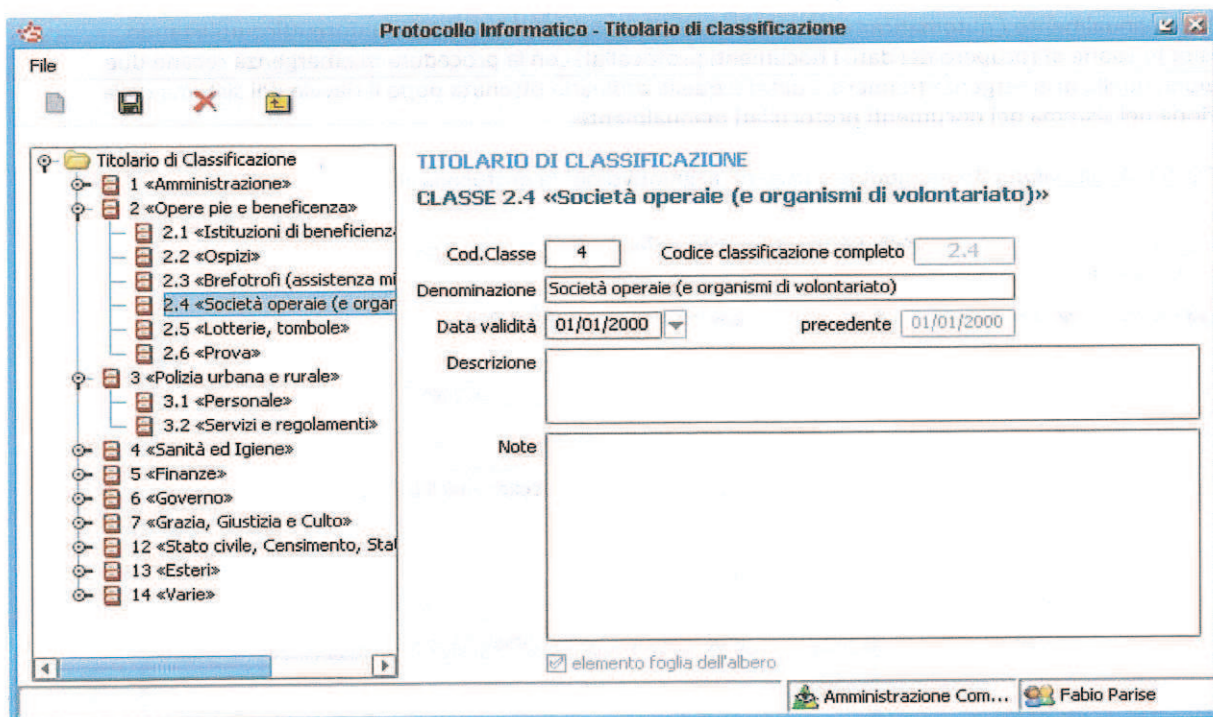 Protocollo Informatico - Titolario di classificazione
File
Titolario di Classificazione
1 «Amministrazione»
2 «Opere pie e beneficenza»
2.1 «Istituzioni di beneficienz
2.2 «Ospizi»
2.3 «Brefotrofi (assistenza mi
2.4 «Società operaie (e organ
2.5 «Lotterie, tombole»
2.6 «Prova»
3 «Polizia urbana e rurale»
3.1 «Personale»
3.2 «Servizi e regolamenti»
4 «Sanità ed Igiene»
5 «Finanze»
6 «Governo»
7 «Grazia, Giustizia e Culto»
12 «Stato civile, Censimento, Stat
13 «Esteri»
14 «Varie»
TITOLARIO DI CLASSIFICAZIONE
CLASSE 2.4 «Società operaie (e organismi di volontariato)»
Cod.Classe 4 Codice classificazione completo 2.4
Denominazione Società operaie (e organismi di volontariato)
Data validità 01/01/2000 precedente 01/01/2000
Descrizione
Note
elemento foglia dell'albero
Amministrazione Com... Fabio Parise